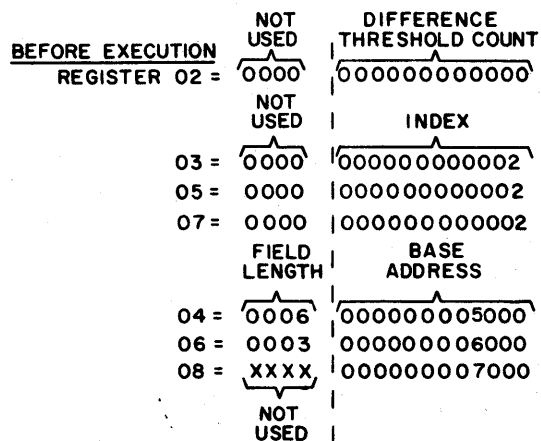 NOT USED DIFFERENCE THRESHOLD COUNT
BEFORE EXECUTION
REGISTER 02 = 0000 000000000000
NOT USED INDEX
03 = 0000 000000000002
05 = 0000 000000000002
07 = 0000 000000000002
FIELD LENGTH BASE ADDRESS
04 = 0006 000000005000
06 = 0003 000000006000
08 = XXXX 000000007000
NOT USED